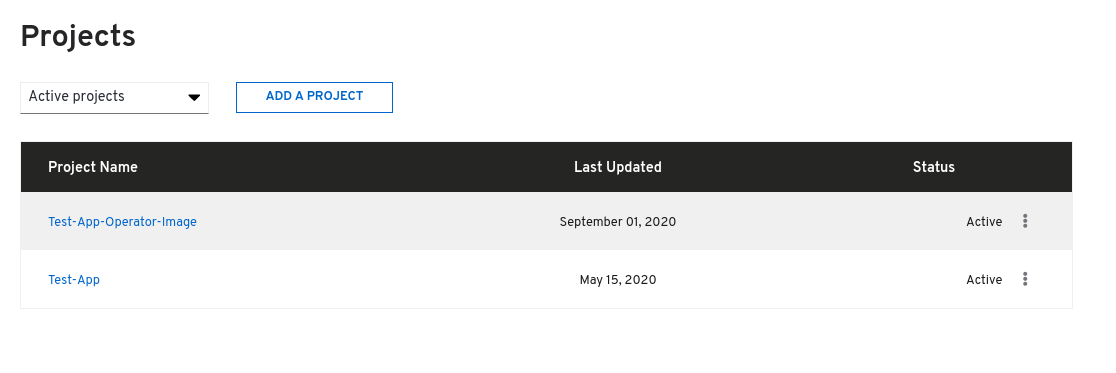 Projects
Active projects ADD A PROJECT
Project Name Last Updated Status
Test-App-Operator-Image September 01, 2020 Active
Test-App May 15, 2020 Active